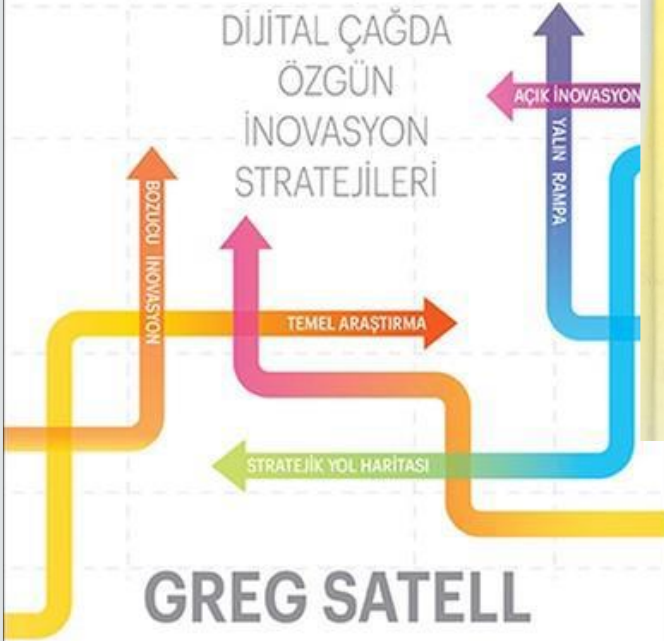 DİJİTAL ÇAĞDA
ÖZGÜN
İNOVASYON
STRATEJİLERİ
AÇIK İNOVASYON
YALIN RAMPA
BOZUCU İNOVASYON
TEMEL ARAŞTIRMA
STRATEJİK YOL HARİTASI
GREG SATELL